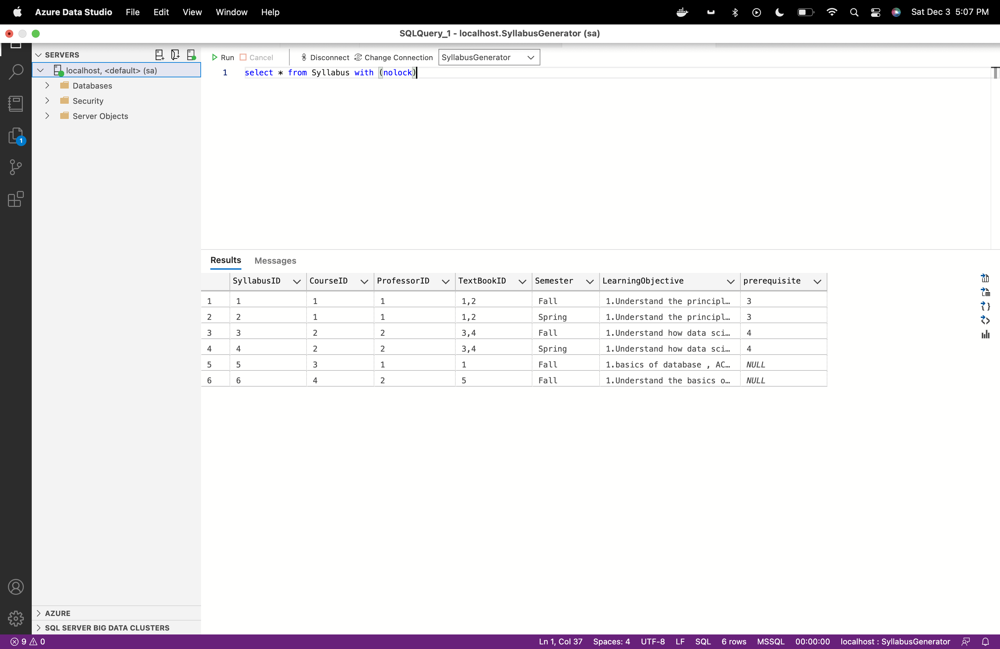 Azure Data Studio File Edit View Window Help Sat Dec 3 5:07 PM
SQLQuery_1 - localhost.SyllabusGenerator (sa)
SERVERS
localhost, <default> (sa)
Databases
Security
Server Objects
1
AZURE
SQL SERVER BIG DATA CLUSTERS
Run Cancel Disconnect Change Connection SyllabusGenerator
1 select * from Syllabus with (nolock)
Results Messages
SyllabusID CourseID ProfessorID TextBookID Semester LearningObjective prerequisite
1 1 1 1 1,2 Fall 1.Understand the principl… 3
2 2 1 1 1,2 Spring 1.Understand the principl… 3
3 3 2 2 3,4 Fall 1.Understand how data sci… 4
4 4 2 2 3,4 Spring 1.Understand how data sci… 4
5 5 3 1 1 Fall 1.basics of database , AC… NULL
6 6 4 2 5 Fall 1.Understand the basics o… NULL
9 0 Ln 1, Col 37 Spaces: 4 UTF-8 LF SQL 6 rows MSSQL 00:00:00 localhost : SyllabusGenerator